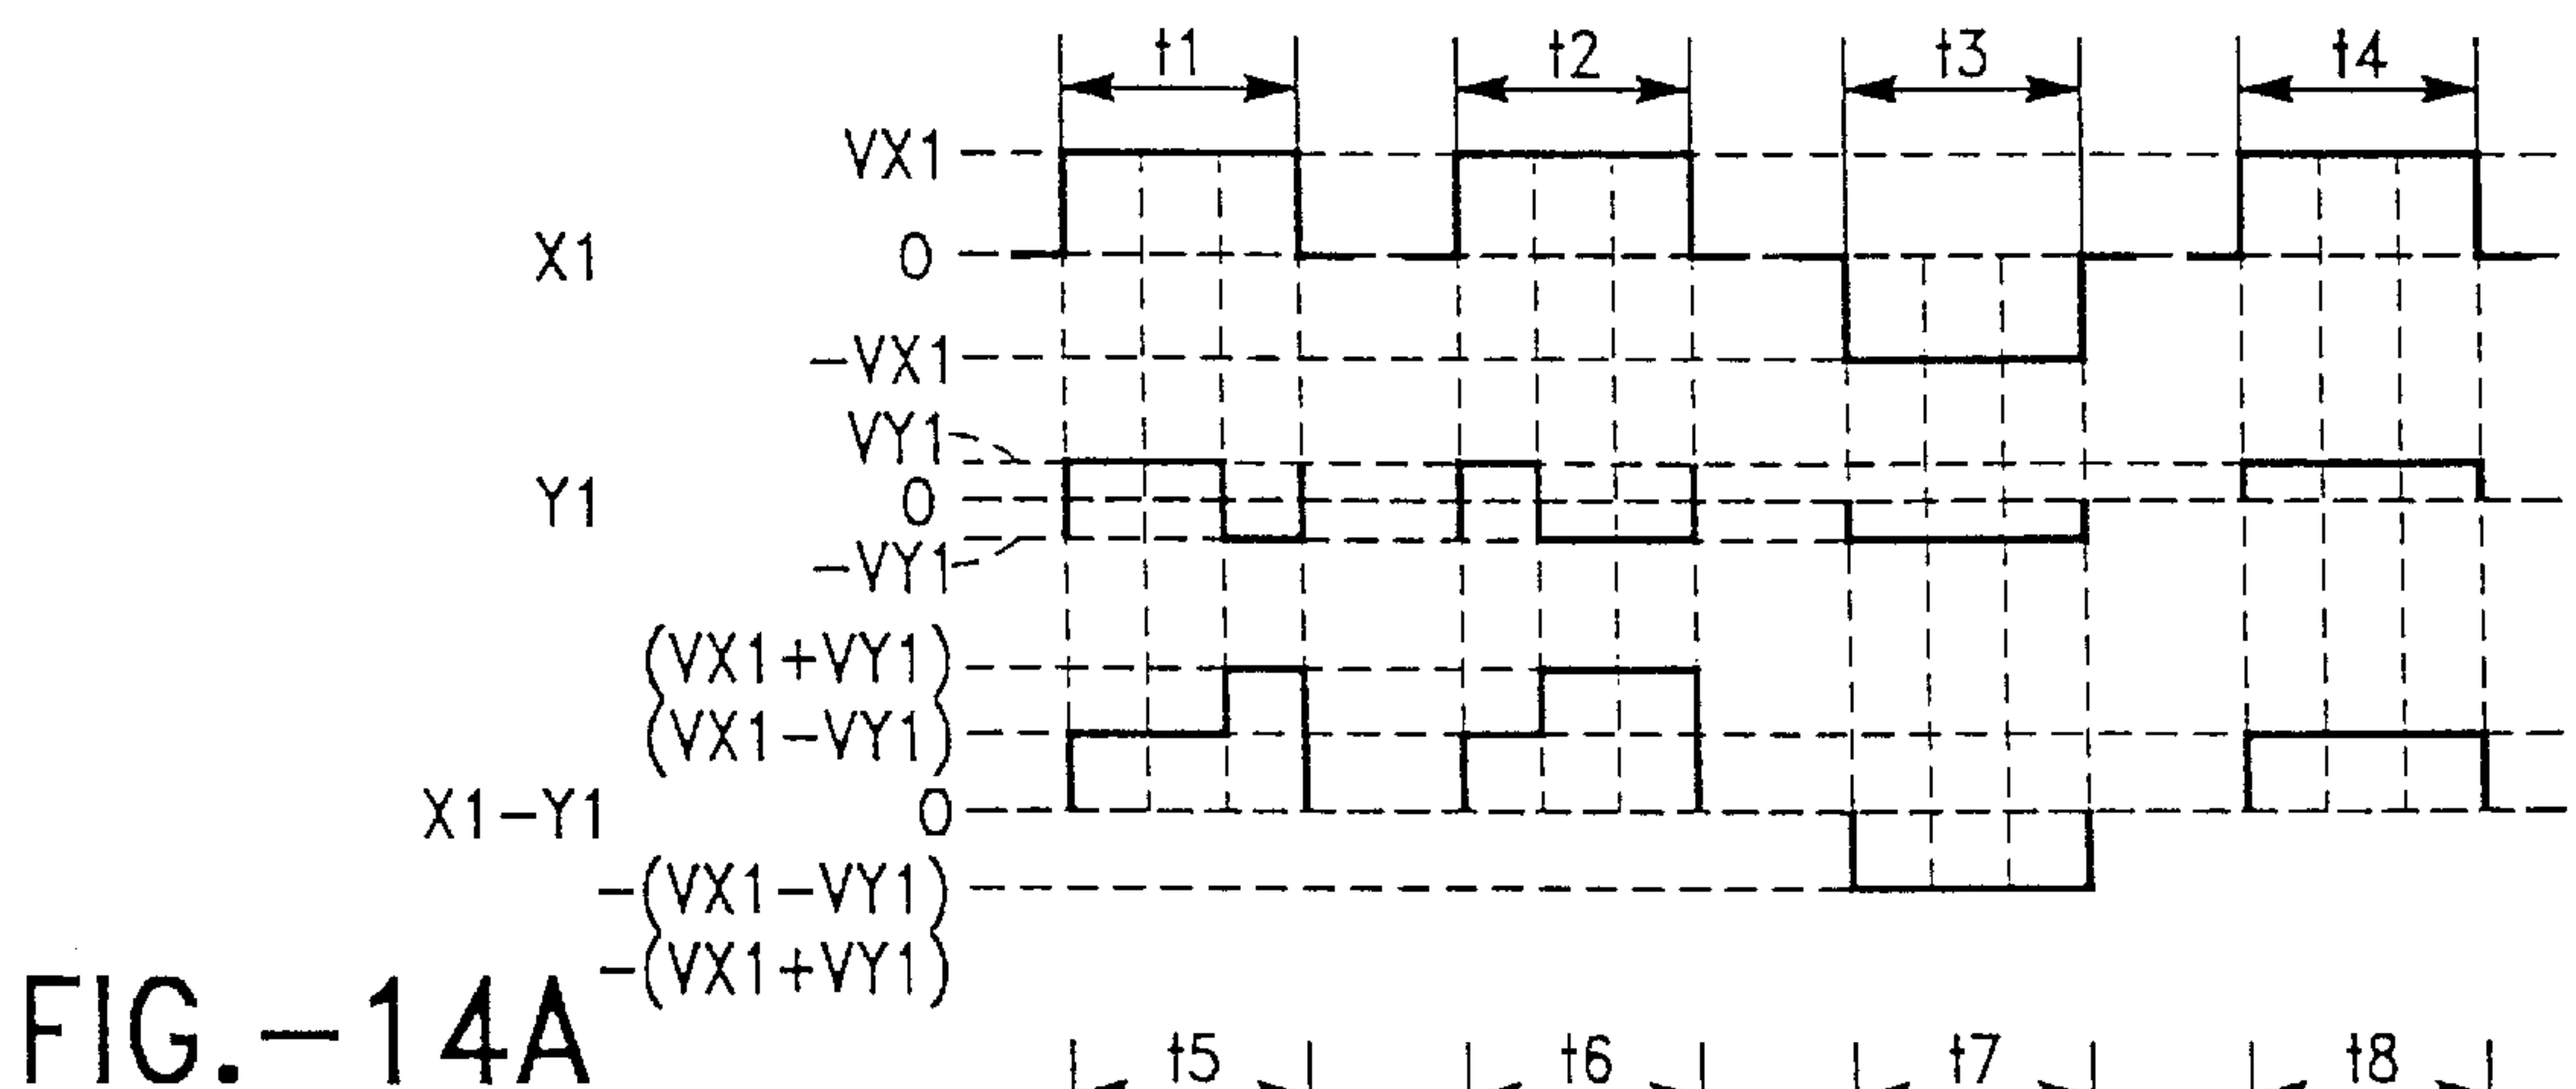 t1 t2 t3 t4
VX1
X1 0
-VX1
VY1
Y1 0
-VY1
(VX1+VY1)
(VX1-VY1)
X1-Y1 0
-(VX1-VY1)
-(VX1+VY1)
FIG.-14A
t5 t6 t7 t8